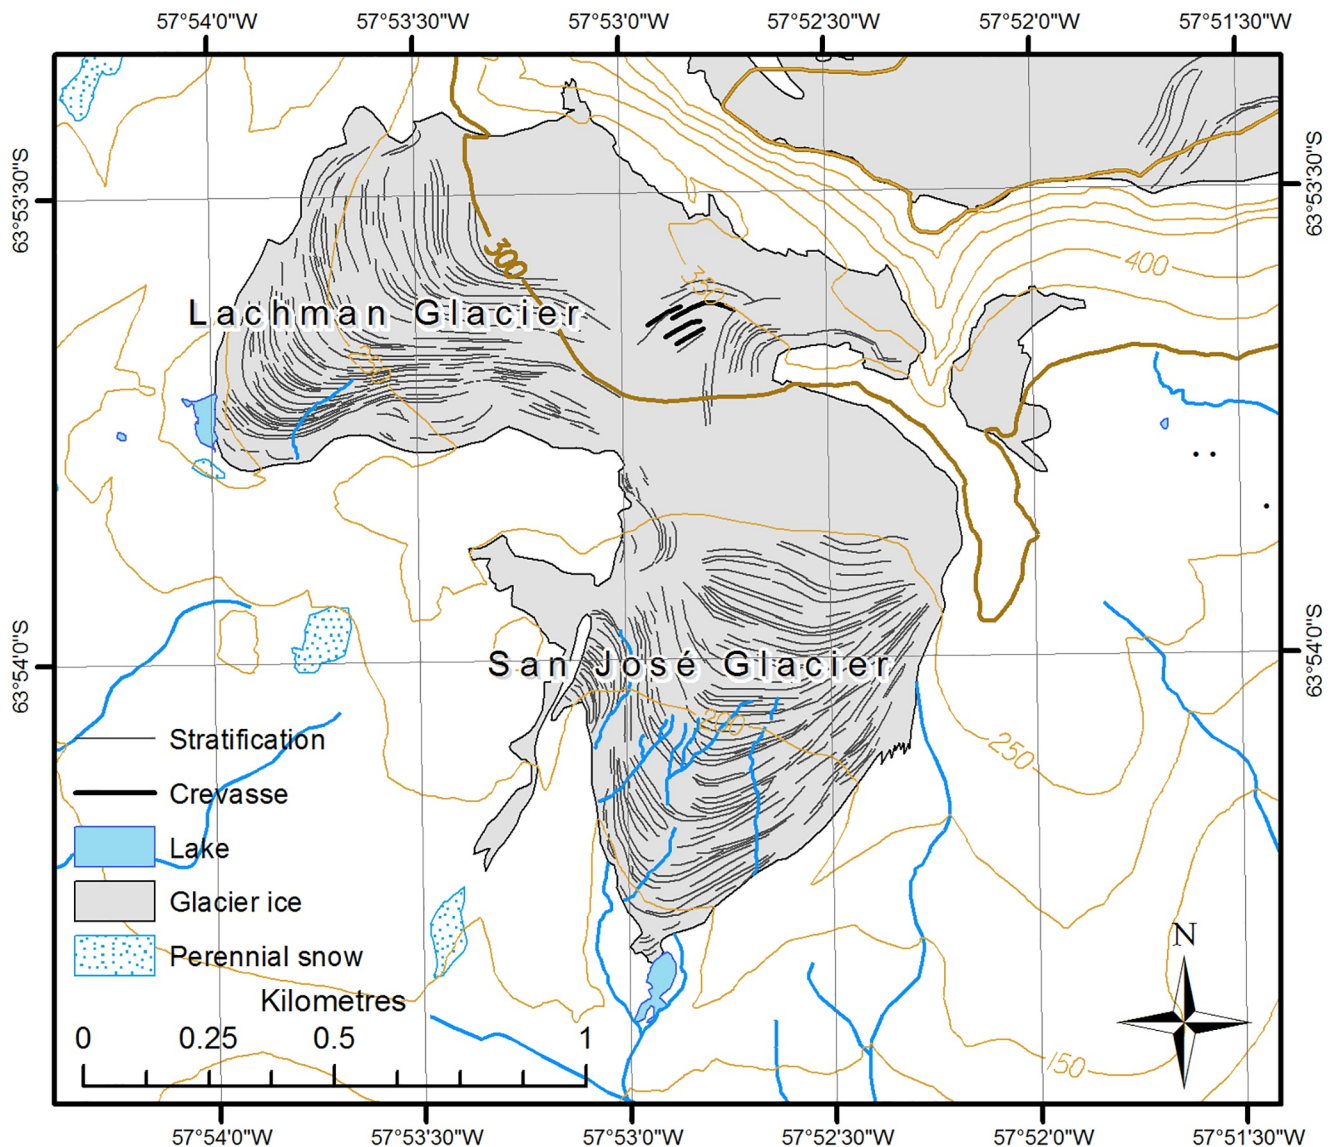 57°54'0"W 57°53'30"W 57°53'0"W 57°52'30"W 57°52'0"W 57°51'30"W
63°53'30"S
63°53'30"S
400
300
350
Lachman Glacier
63°54'0"S
63°54'0"S
San José Glacier
200
250
Stratification
Crevasse
Lake
Glacier ice
Perennial snow
N
Kilometres
0 0.25 0.5 1
150
57°54'0"W 57°53'30"W 57°53'0"W 57°52'30"W 57°52'0"W 57°51'30"W